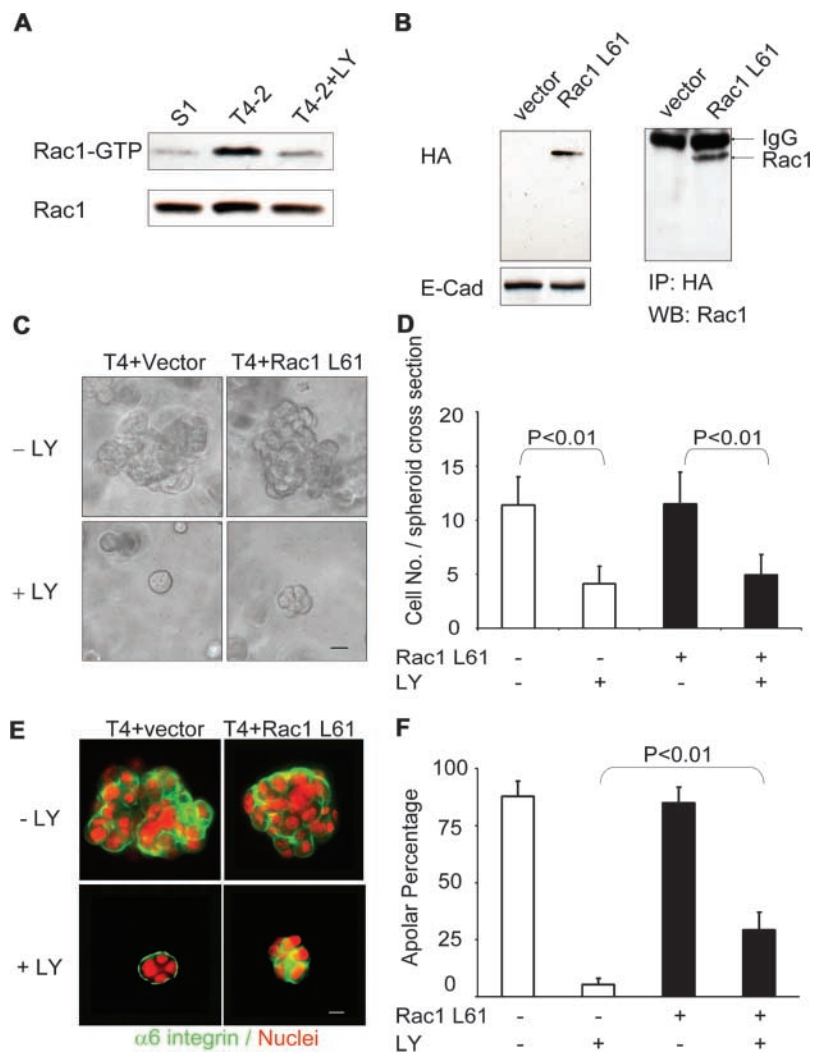 A
S1 T4-2 T4-2+LY
Rac1-GTP
Rac1
B
vector Rac1 L61
HA
E-Cad
vector Rac1 L61
IgG
Rac1
IP: HA
WB: Rac1
C
T4+Vector T4+Rac1 L61
– LY
+ LY
D
Cell No. / spheroid cross section
20
15
10
5
0
P<0.01 P<0.01
Rac1 L61 - - + +
LY - + - +
E
T4+vector T4+Rac1 L61
- LY
+ LY
α6 integrin / Nuclei
F
Apolar Percentage
100
75
50
25
0
P<0.01
Rac1 L61 - - + +
LY - + - +